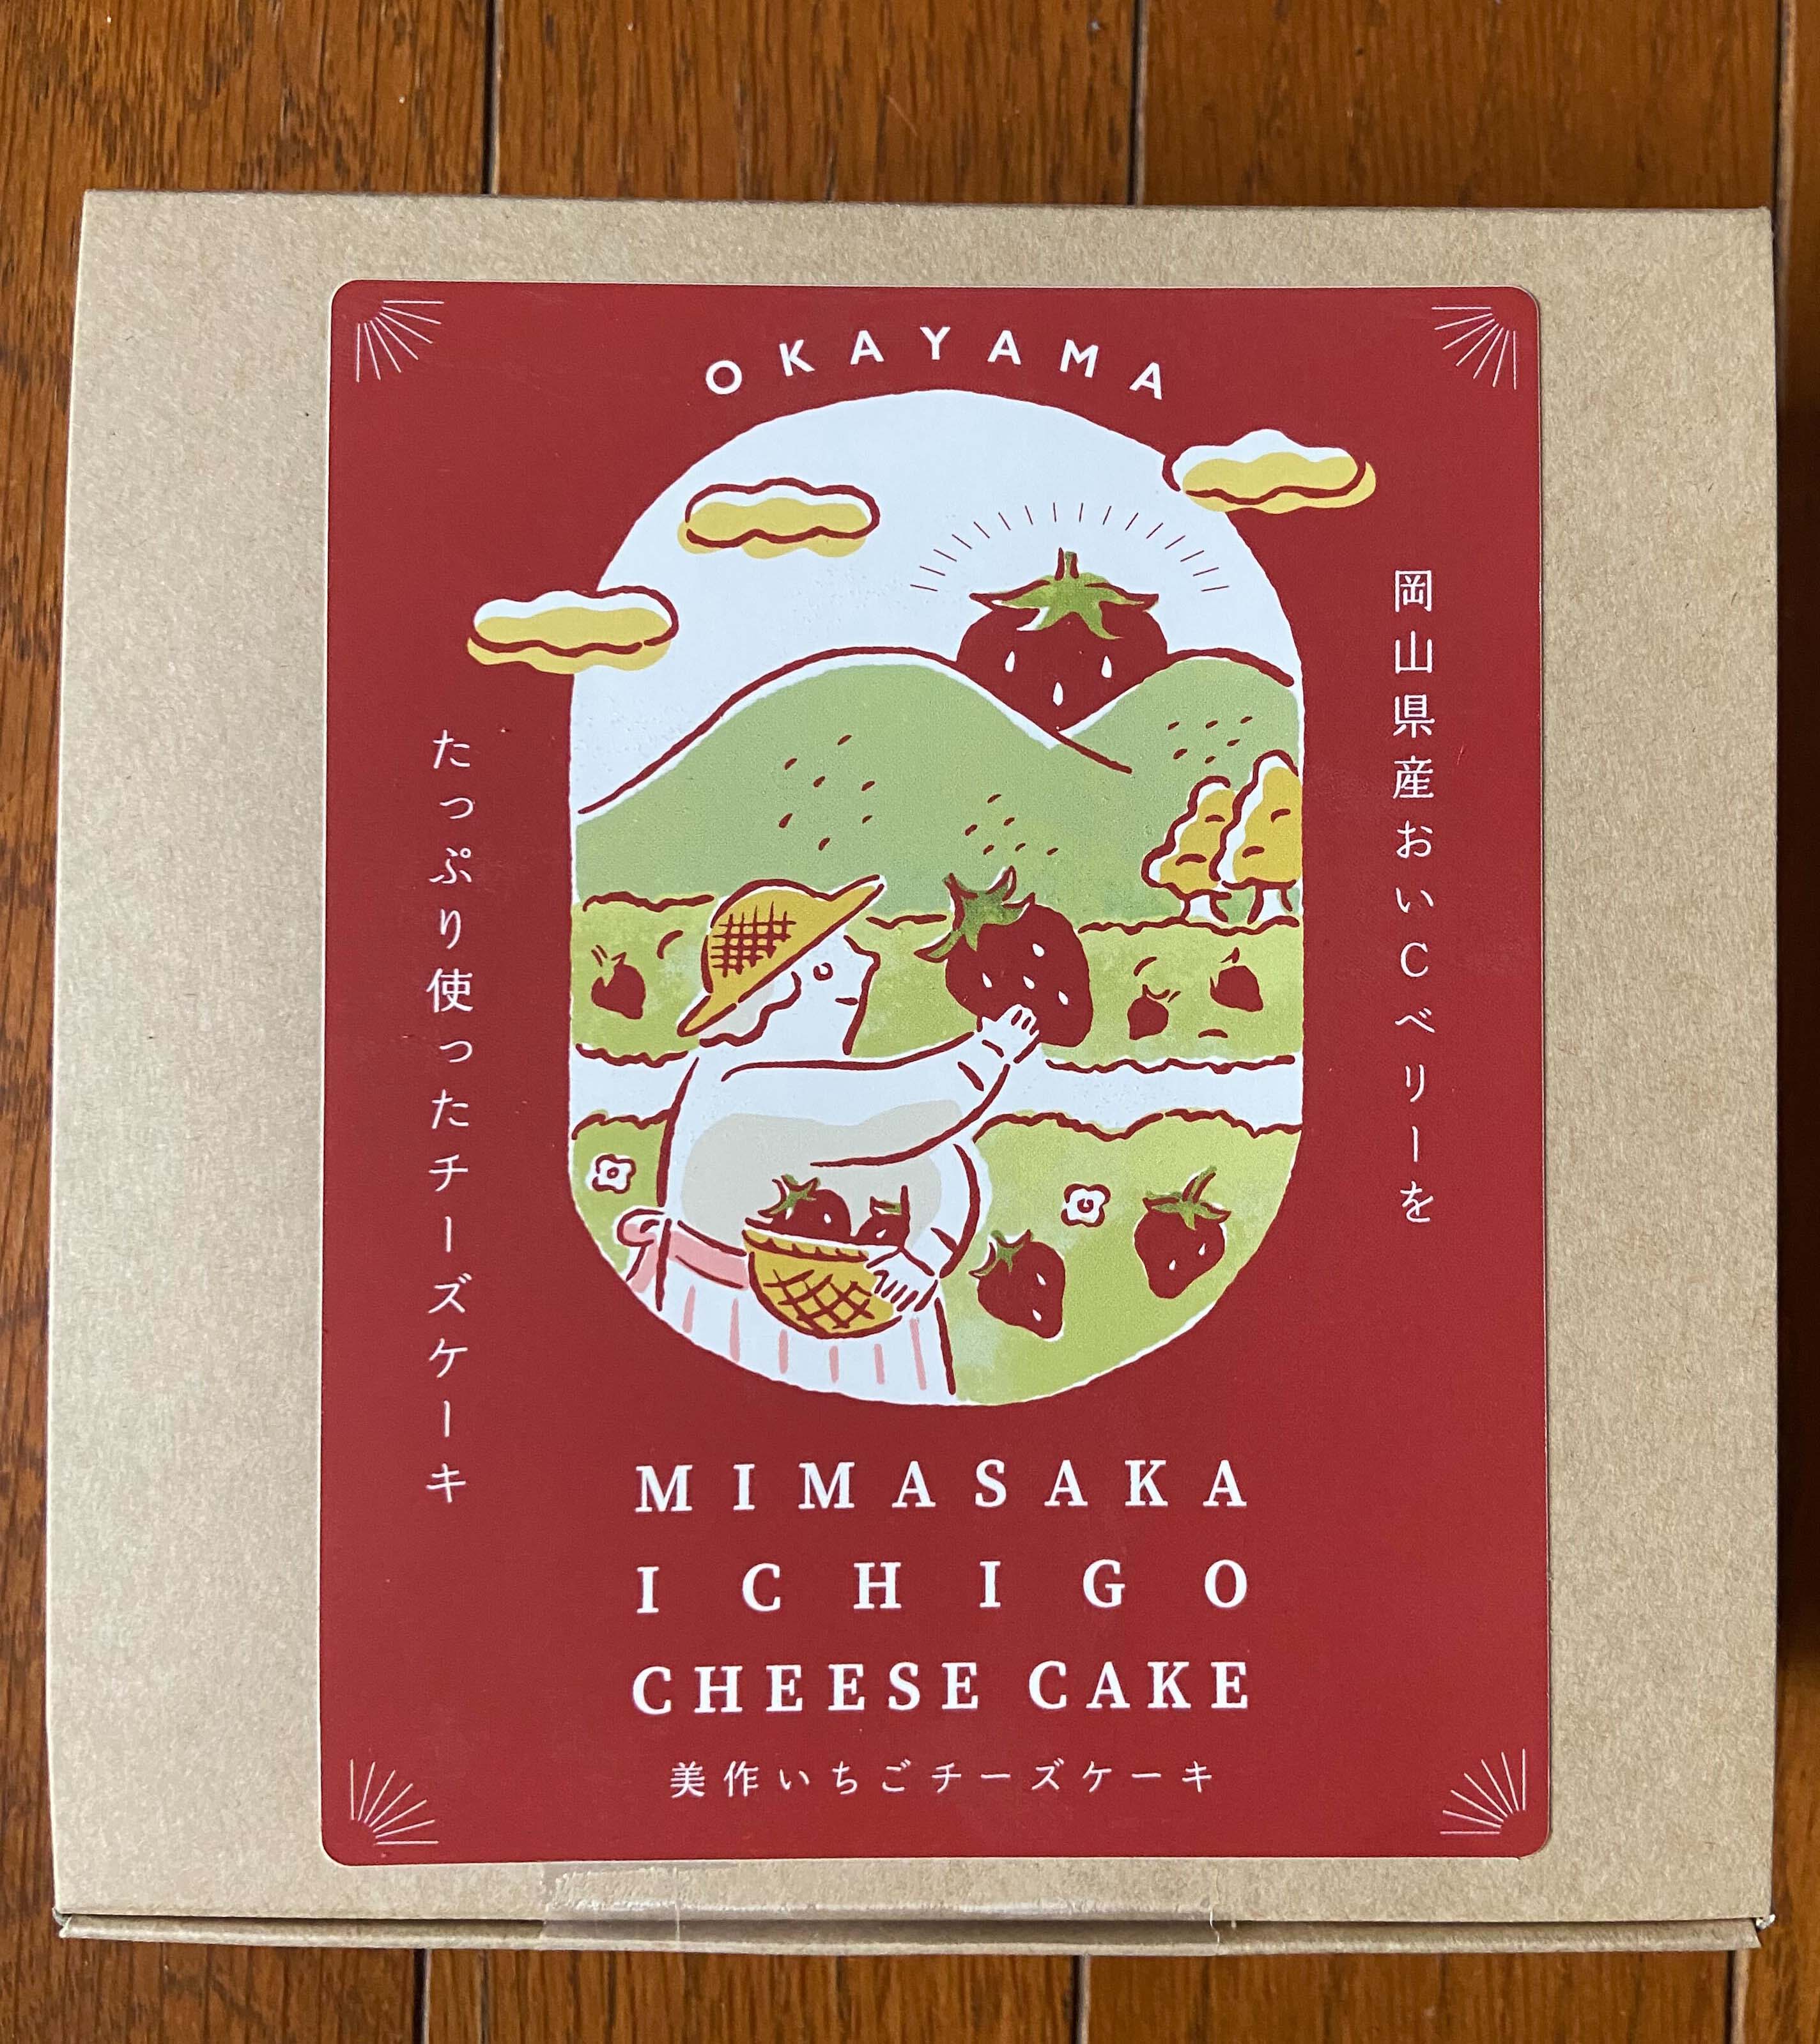 OKAYAMA
岡山県産おいCベリーを
たっぷり使ったチーズケーキ
MIMASAKA
ICHIGO
CHEESE CAKE
美作いちごチーズケーキ